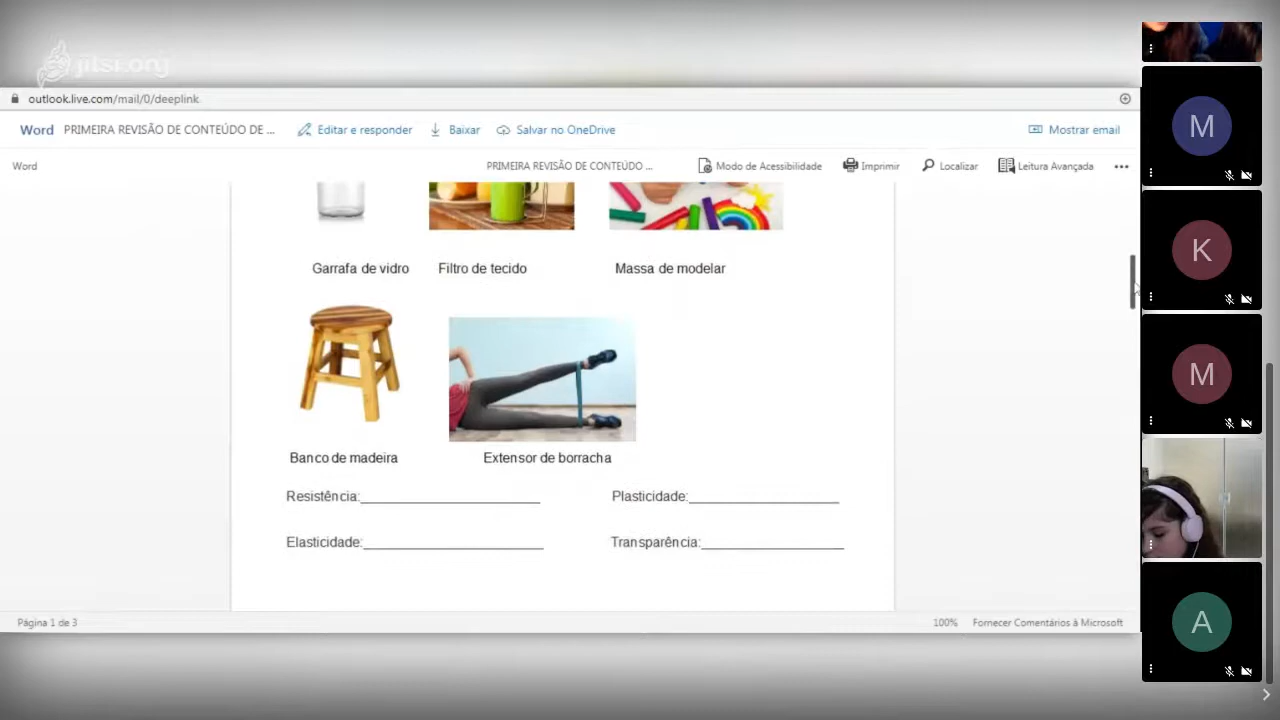 jitsi.org
outlook.live.com/mail/0/deeplink
Word PRIMEIRA REVISÃO DE CONTEÚDO DE ... Editar e responder Baixar Salvar no OneDrive Mostrar email
Word PRIMEIRA REVISÃO DE CONTEÚDO ... Modo de Acessibilidade Imprimir Localizar Leitura Avançada
Garrafa de vidro Filtro de tecido Massa de modelar
Banco de madeira Extensor de borracha
Resistência:
Plasticidade:
Elasticidade:
Transparência:
Página 1 de 3 100% Fornecer Comentários à Microsoft
M
K
M
A